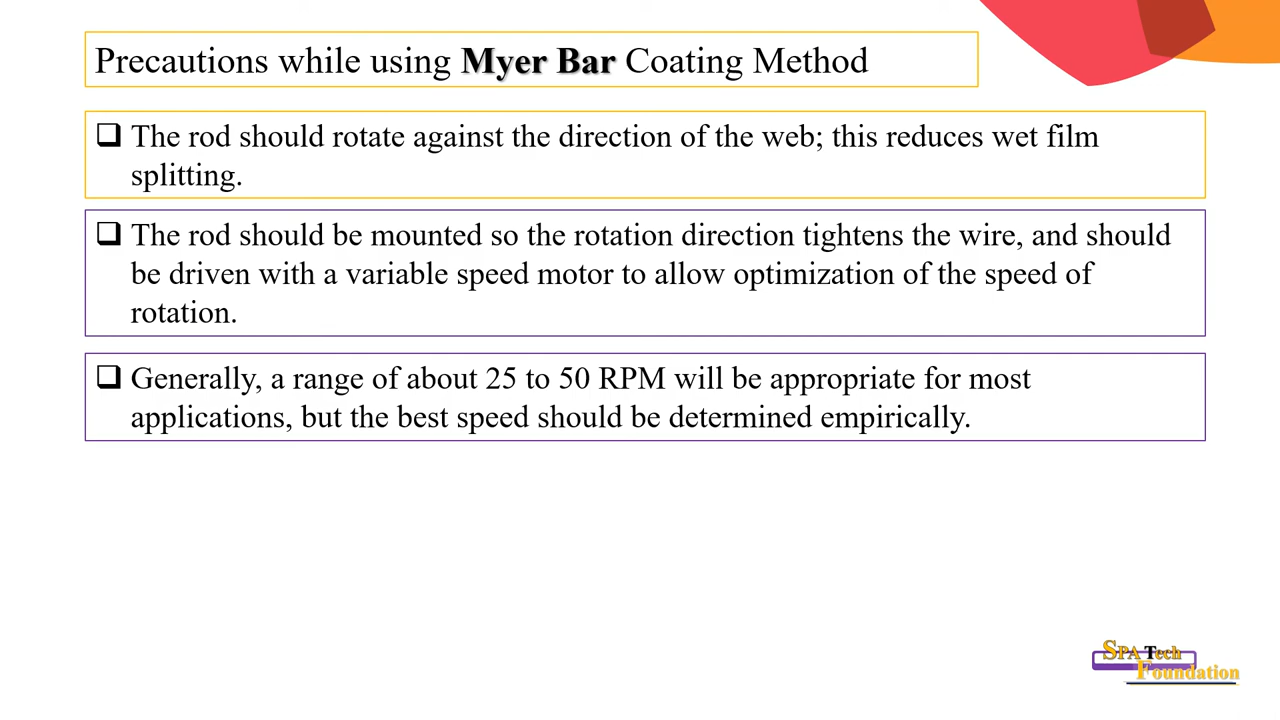 Precautions while using Myer Bar Coating Method
❑ The rod should rotate against the direction of the web; this reduces wet film
splitting.
❑ The rod should be mounted so the rotation direction tightens the wire, and should
be driven with a variable speed motor to allow optimization of the speed of
rotation.
❑ Generally, a range of about 25 to 50 RPM will be appropriate for most
applications, but the best speed should be determined empirically.
SPA Tech
Foundation